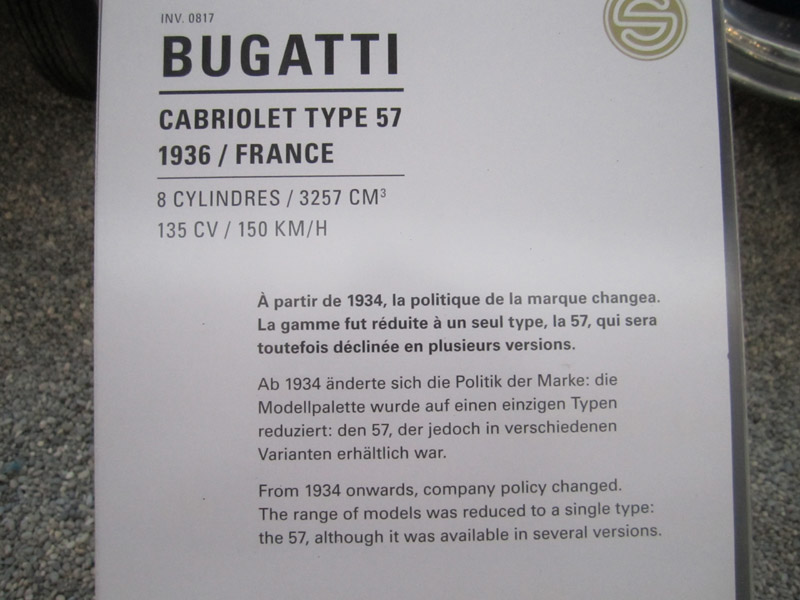 INV. 0817
BUGATTI
CABRIOLET TYPE 57
1936 / FRANCE
8 CYLINDRES / 3257 CM³
135 CV / 150 KM/H
À partir de 1934, la politique de la marque changea.
La gamme fut réduite à un seul type, la 57, qui sera
toutefois déclinée en plusieurs versions.
Ab 1934 änderte sich die Politik der Marke: die
Modellpalette wurde auf einen einzigen Typen
reduziert: den 57, der jedoch in verschiedenen
Varianten erhältlich war.
From 1934 onwards, company policy changed.
The range of models was reduced to a single type:
the 57, although it was available in several versions.